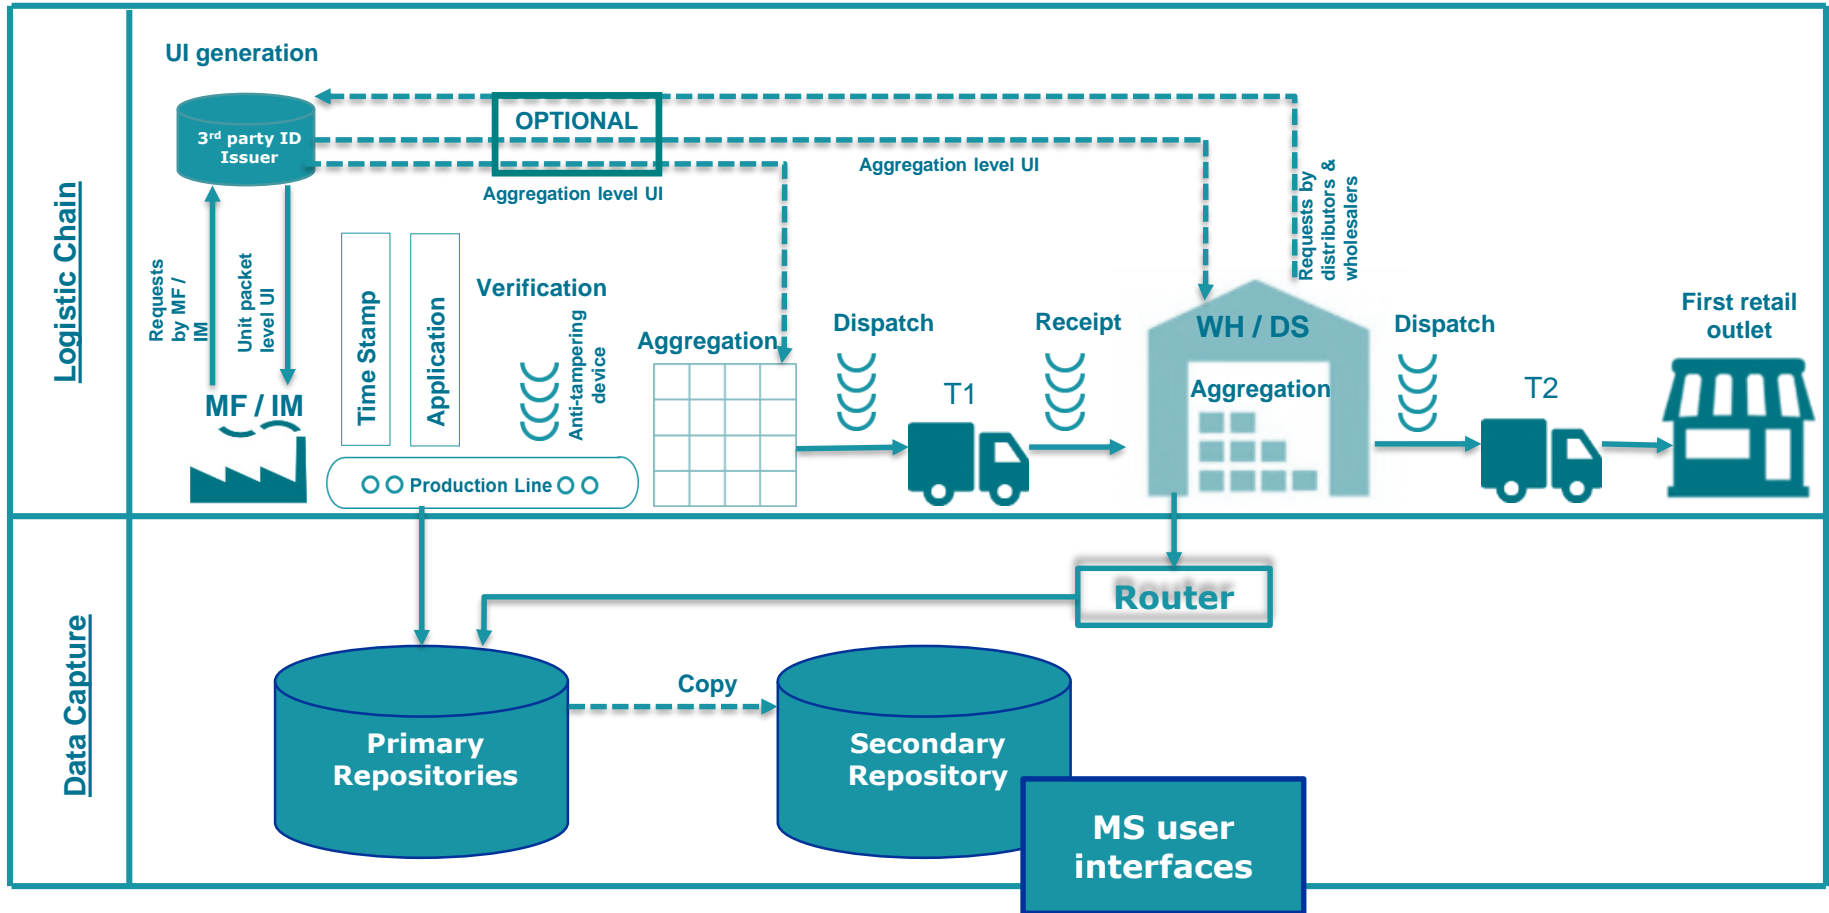 Logistic Chain
UI generation
3rd party ID
Issuer
OPTIONAL
Aggregation level UI
Aggregation level UI
Requests by
distributors &
wholesalers
Requests
by MF /
IM
Unit packet
level UI
MF / IM
Time Stamp
Application
Verification
Anti-tampering
device
Production Line
Aggregation
Dispatch
T1
Receipt
WH / DS
Aggregation
Dispatch
T2
First retail
outlet
Data Capture
Router
Primary
Repositories
Copy
Secondary
Repository
MS user
interfaces